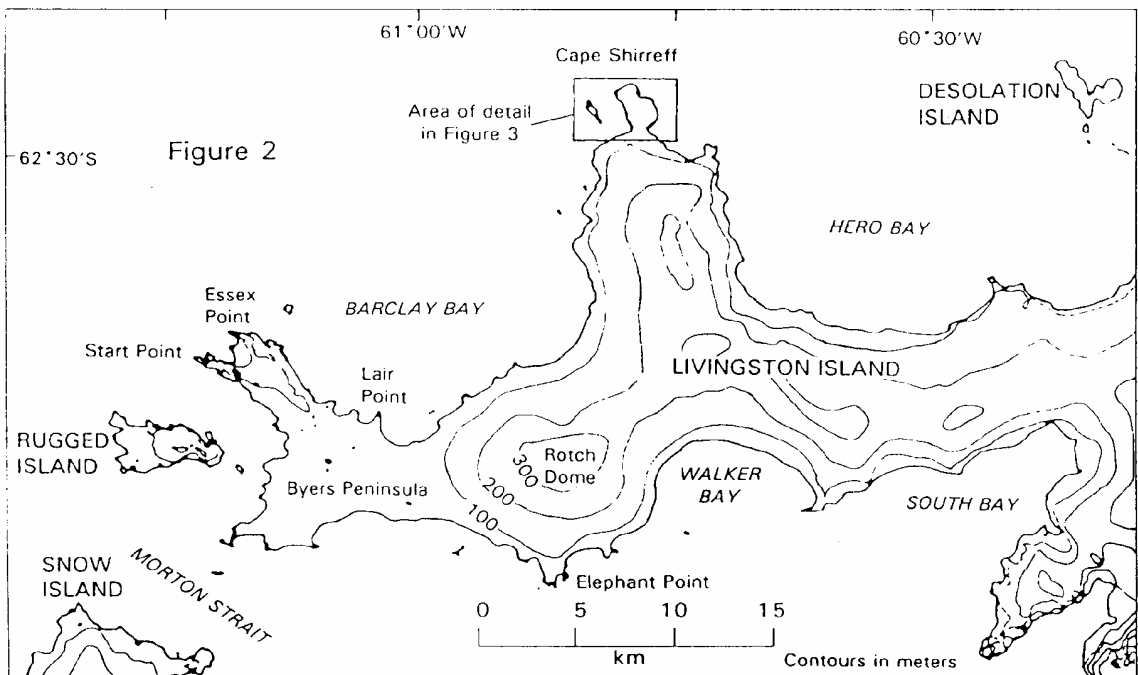 61°00'W
60°30'W
Cape Shirreff
DESOLATION
ISLAND
Area of detail
in Figure 3
62°30'S
Figure 2
HERO BAY
Essex
Point
BARCLAY BAY
Start Point
LIVINGSTON ISLAND
Lair
Point
RUGGED
ISLAND
Rotch
Dome
300
WALKER
BAY
Byers Peninsula
200
SOUTH BAY
100
SNOW
ISLAND
MORTON STRAIT
Elephant Point
0 5 10 15
km
Contours in meters